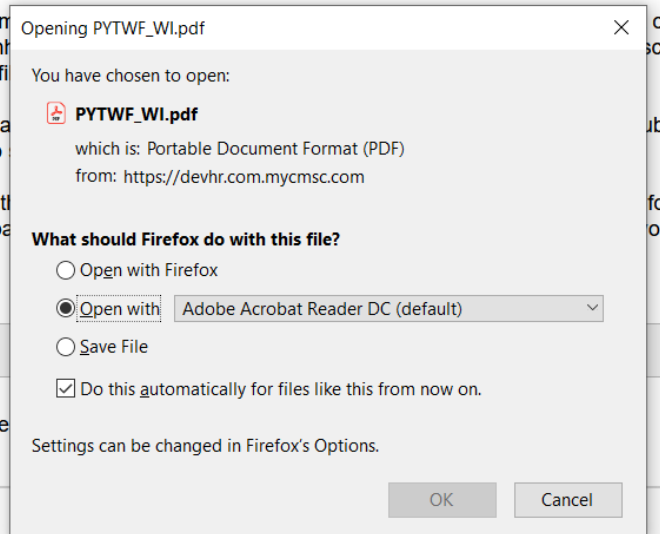 Opening PYTWF_WI.pdf
You have chosen to open:
PYTWF_WI.pdf
which is: Portable Document Format (PDF)
from: https://devhr.com.mycmsc.com
What should Firefox do with this file?
Open with Firefox
Open with Adobe Acrobat Reader DC (default)
Save File
Do this automatically for files like this from now on.
Settings can be changed in Firefox's Options.
OK Cancel